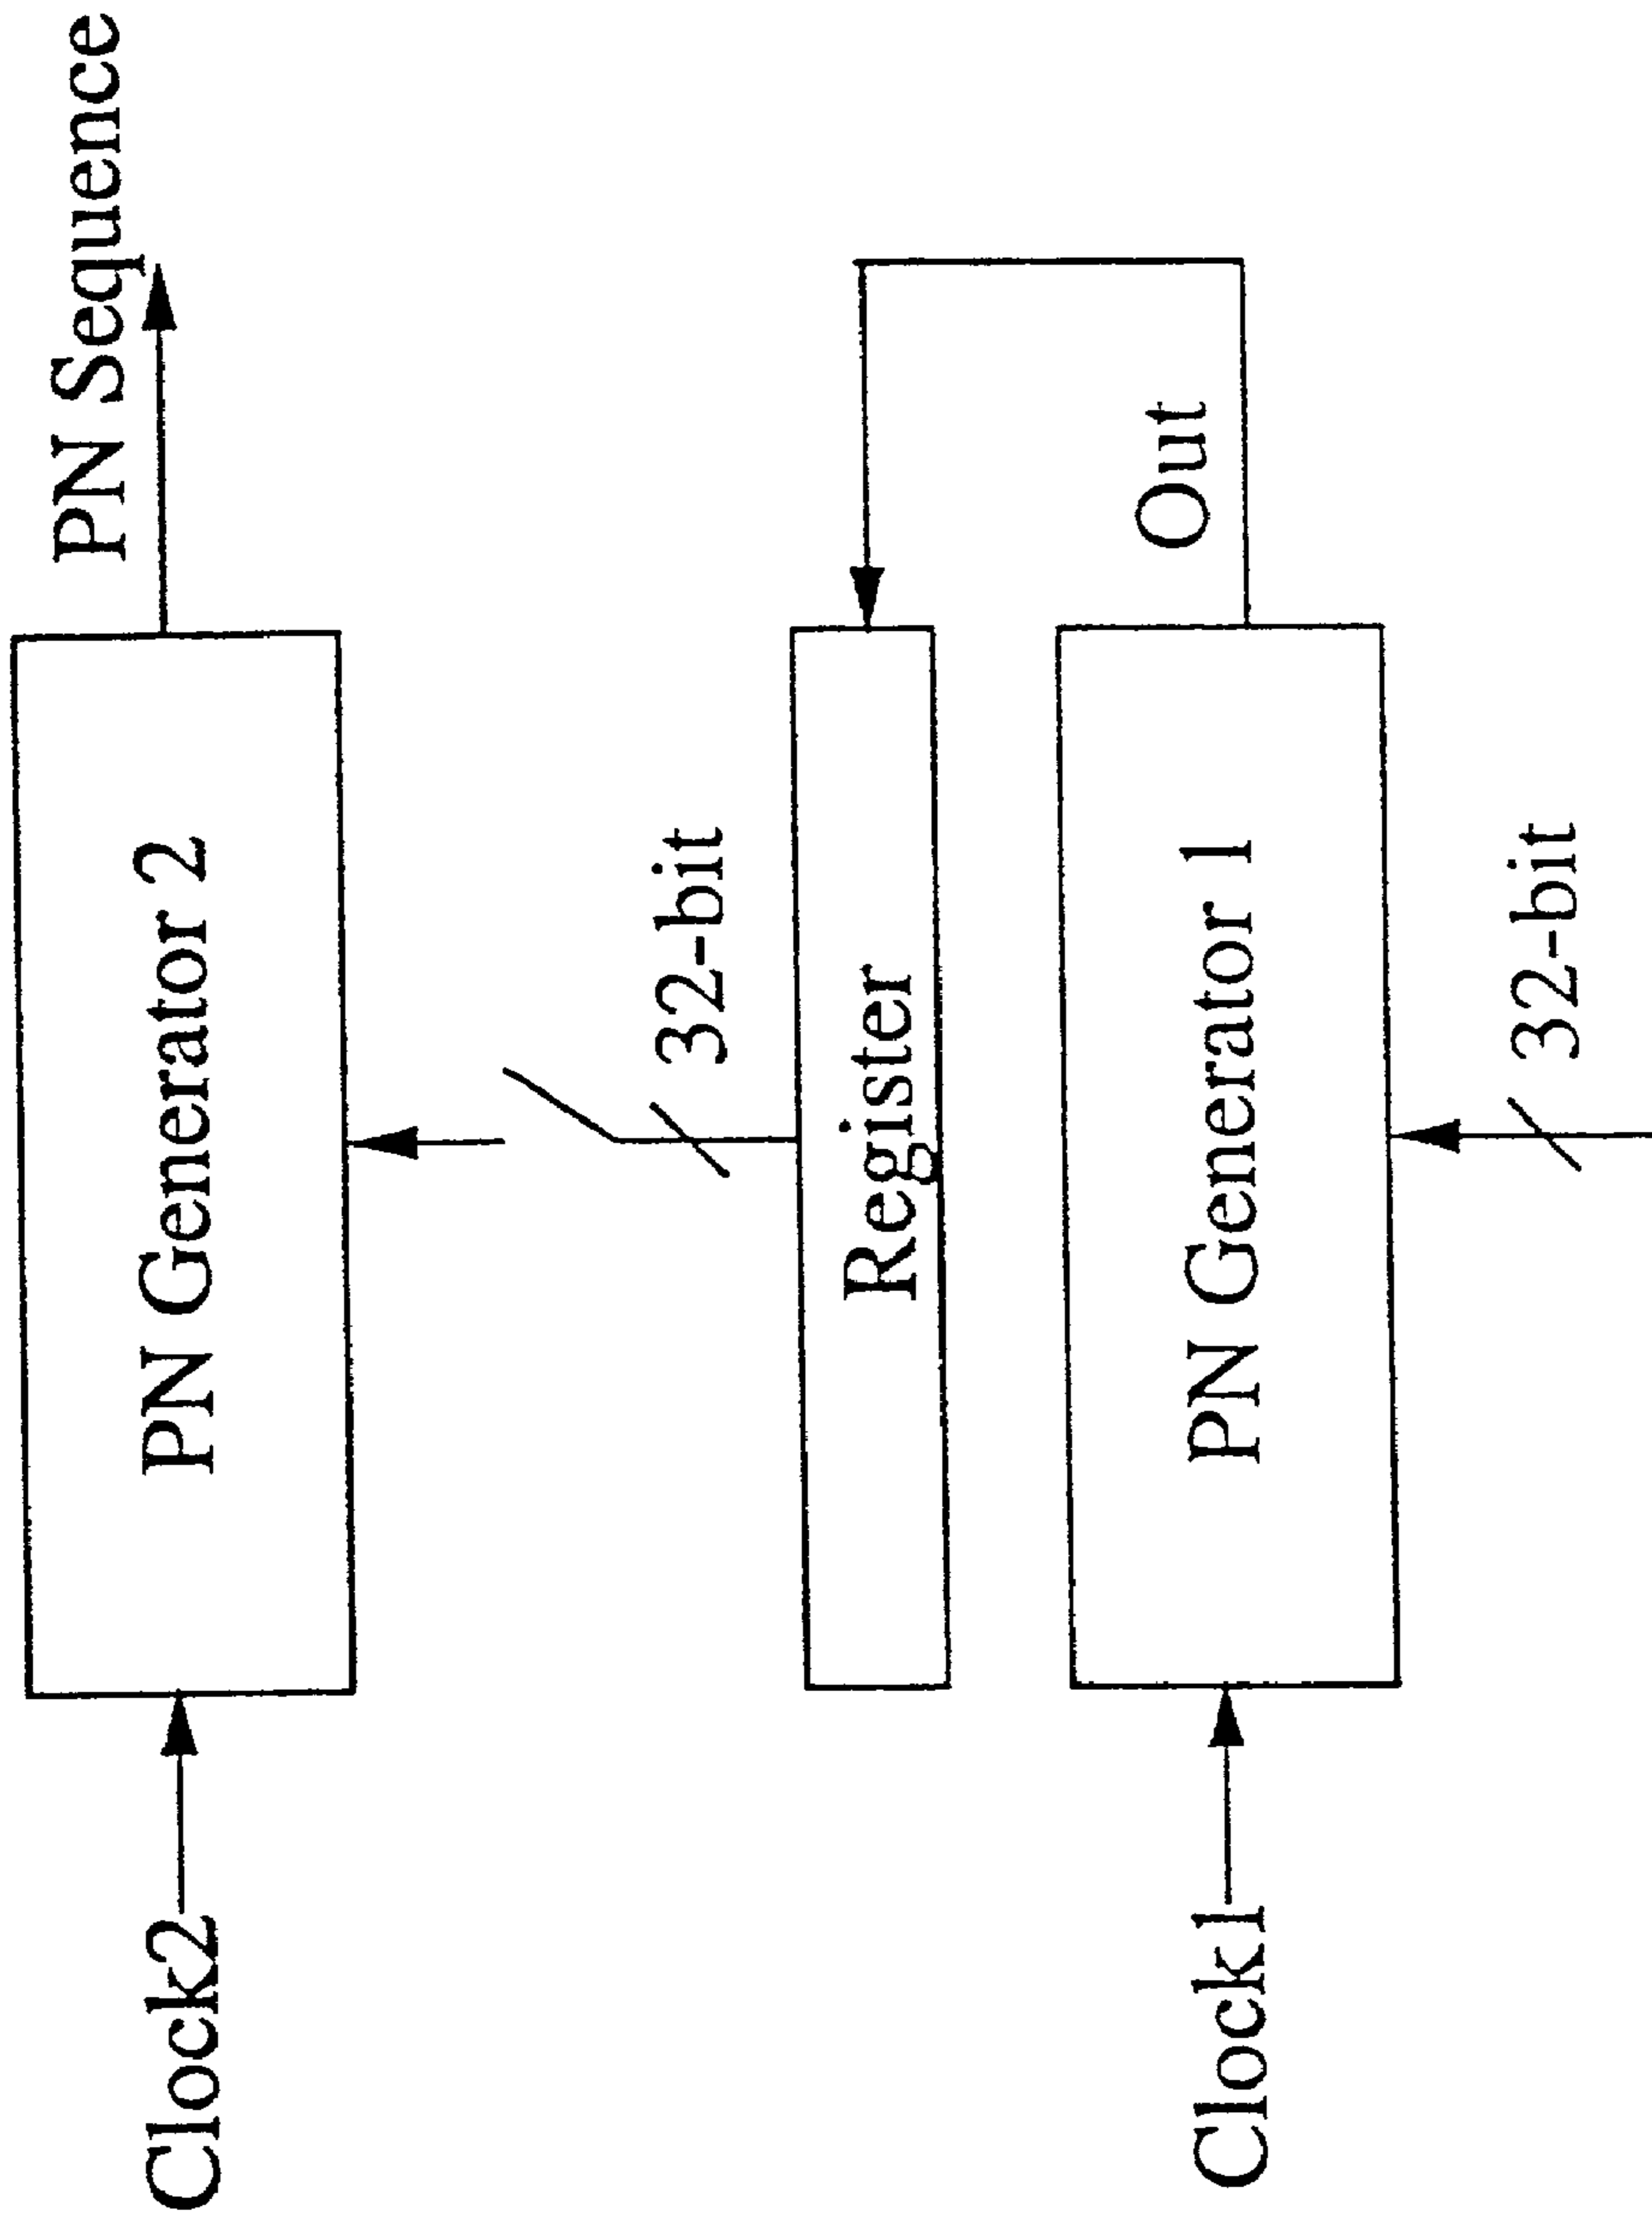 PN Sequence
Clock2
PN Generator 2
32-bit
Register
Out
Clock1
PN Generator 1
32-bit